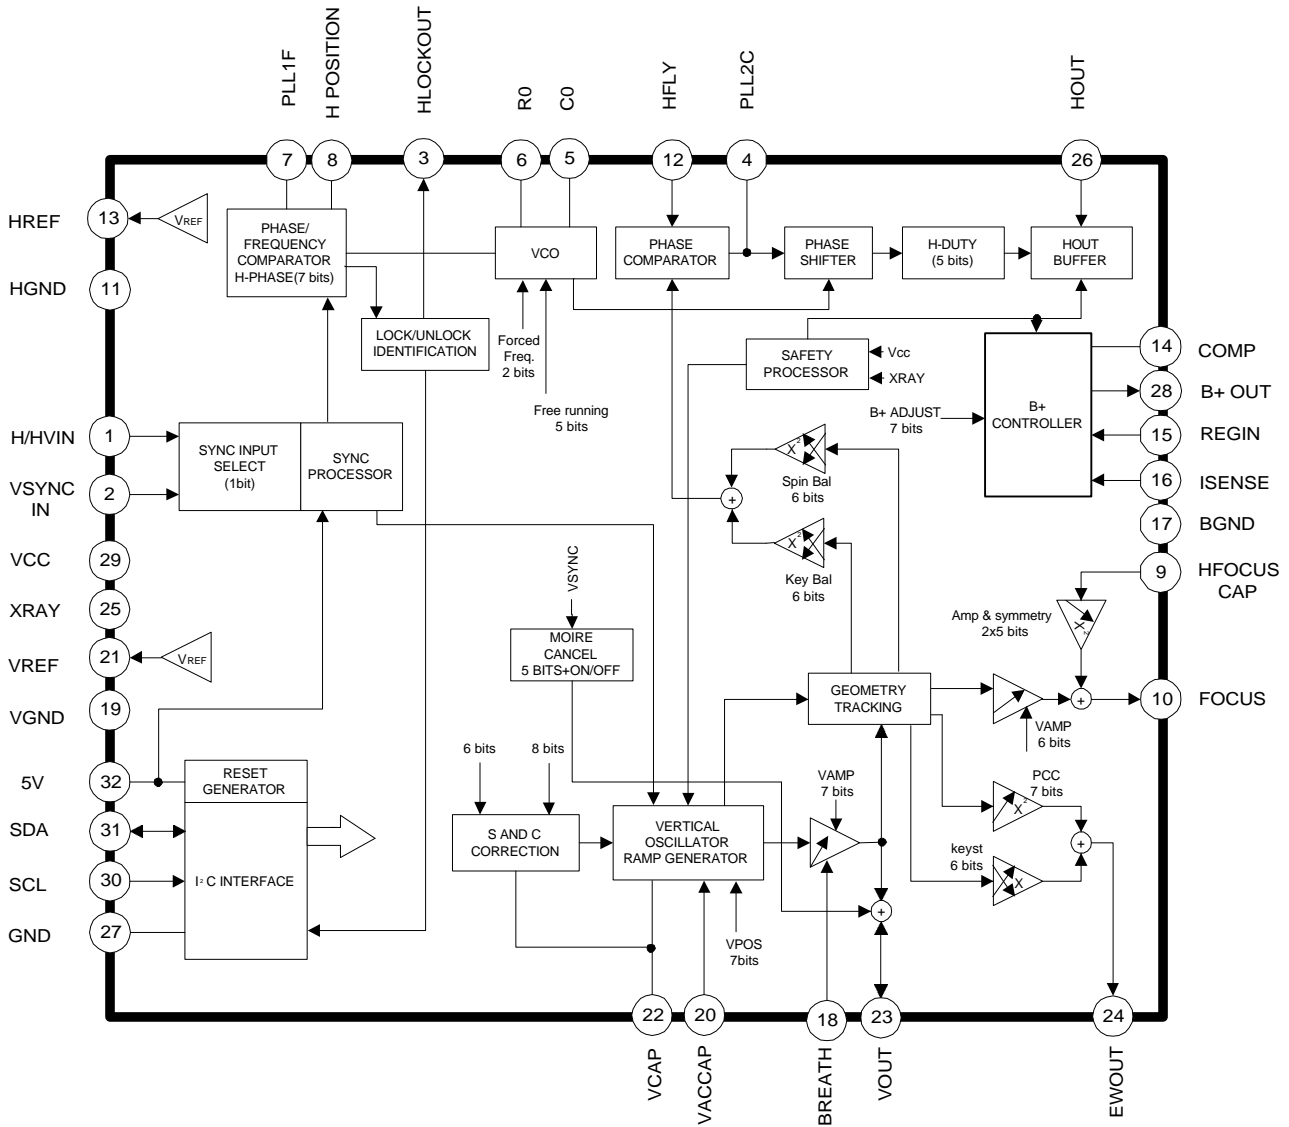 PLL1F
H POSITION
HLOCKOUT
R0
C0
HFLY
PLL2C
HOUT
7
8
3
6
5
12
4
26
HREF
13
VREF
PHASE/
FREQUENCY
COMPARATOR
H-PHASE(7 bits)
VCO
PHASE
COMPARATOR
PHASE
SHIFTER
H-DUTY
(5 bits)
HOUT
BUFFER
HGND
11
LOCK/UNLOCK
IDENTIFICATION
Forced
Freq.
2 bits
Free running
5 bits
SAFETY
PROCESSOR
Vcc
XRAY
B+ ADJUST
7 bits
B+
CONTROLLER
14
COMP
28
B+ OUT
15
REGIN
16
ISENSE
17
BGND
9
HFOCUS
CAP
H/HVIN
1
VSYNC
IN
2
SYNC INPUT
SELECT
(1bit)
SYNC
PROCESSOR
X2
Spin Bal
6 bits
+
X2
Key Bal
6 bits
VCC
29
XRAY
25
VREF
21
VREF
VGND
19
VSYNC
MOIRE
CANCEL
5 BITS+ON/OFF
Amp & symmetry
2x5 bits
X2
GEOMETRY
TRACKING
+
10
FOCUS
VAMP
6 bits
5V
32
RESET
GENERATOR
6 bits
8 bits
VAMP
7 bits
PCC
7 bits
X2
SDA
31
S AND C
CORRECTION
VERTICAL
OSCILLATOR
RAMP GENERATOR
keyst
6 bits
X
+
SCL
30
I2C INTERFACE
GND
27
VPOS
7bits
+
22
20
18
23
24
VCAP
VACCAP
BREATH
VOUT
EWOUT